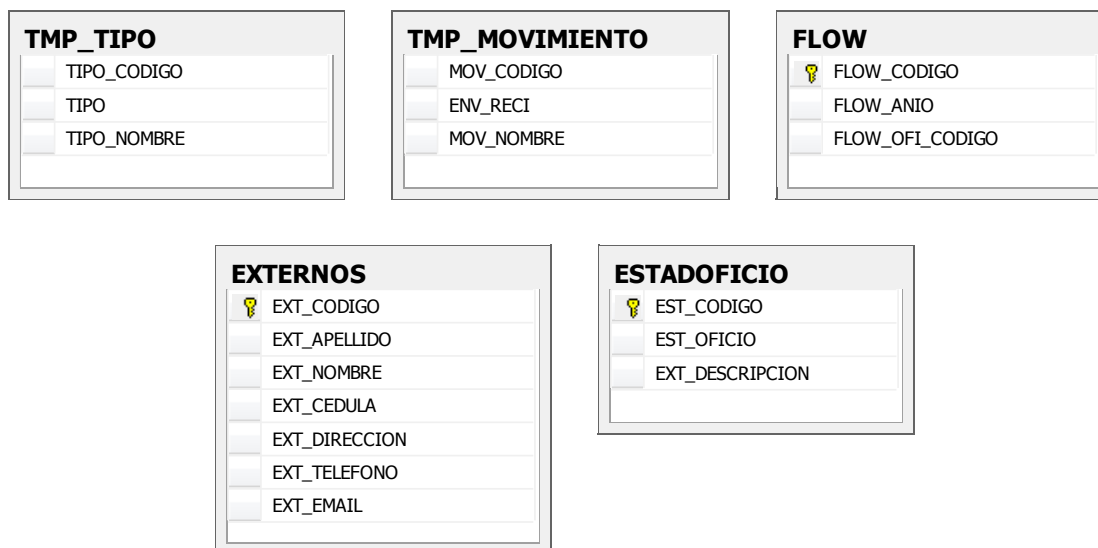 TMP_TIPO
TIPO_CODIGO
TIPO
TIPO_NOMBRE
TMP_MOVIMIENTO
MOV_CODIGO
ENV_RECI
MOV_NOMBRE
FLOW
FLOW_CODIGO
FLOW_ANIO
FLOW_OFI_CODIGO
EXTERNOS
EXT_CODIGO
EXT_APELLIDO
EXT_NOMBRE
EXT_CEDULA
EXT_DIRECCION
EXT_TELEFONO
EXT_EMAIL
ESTADOFICIO
EST_CODIGO
EST_OFICIO
EXT_DESCRIPCION